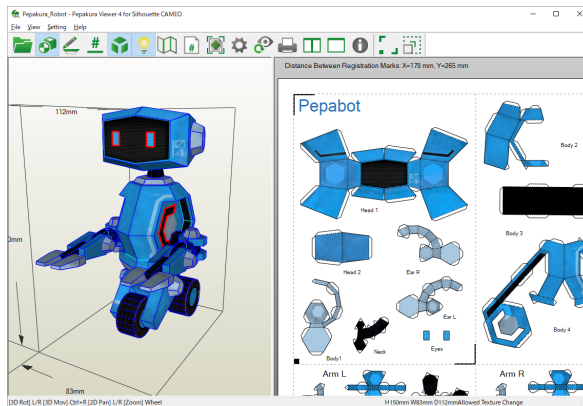 Pepakura_Robot - Pepakura Viewer 4 for Silhouette CAMEO
File View Setting Help
Distance Between Registration Marks: X=178 mm, Y=265 mm
112mm
0mm
83mm
04
Pepabot
Head 1
Body 2
Body 3
Head 2
Ear R
Ear L
Body 4
Body1
Neck
Eyes
Arm L
Arm R
[3D Rot] L/R [3D Mov] Ctrl+R [2D Pan] L/R [Zoom] Wheel
H150mm W83mm D112mmAllowed Texture Change